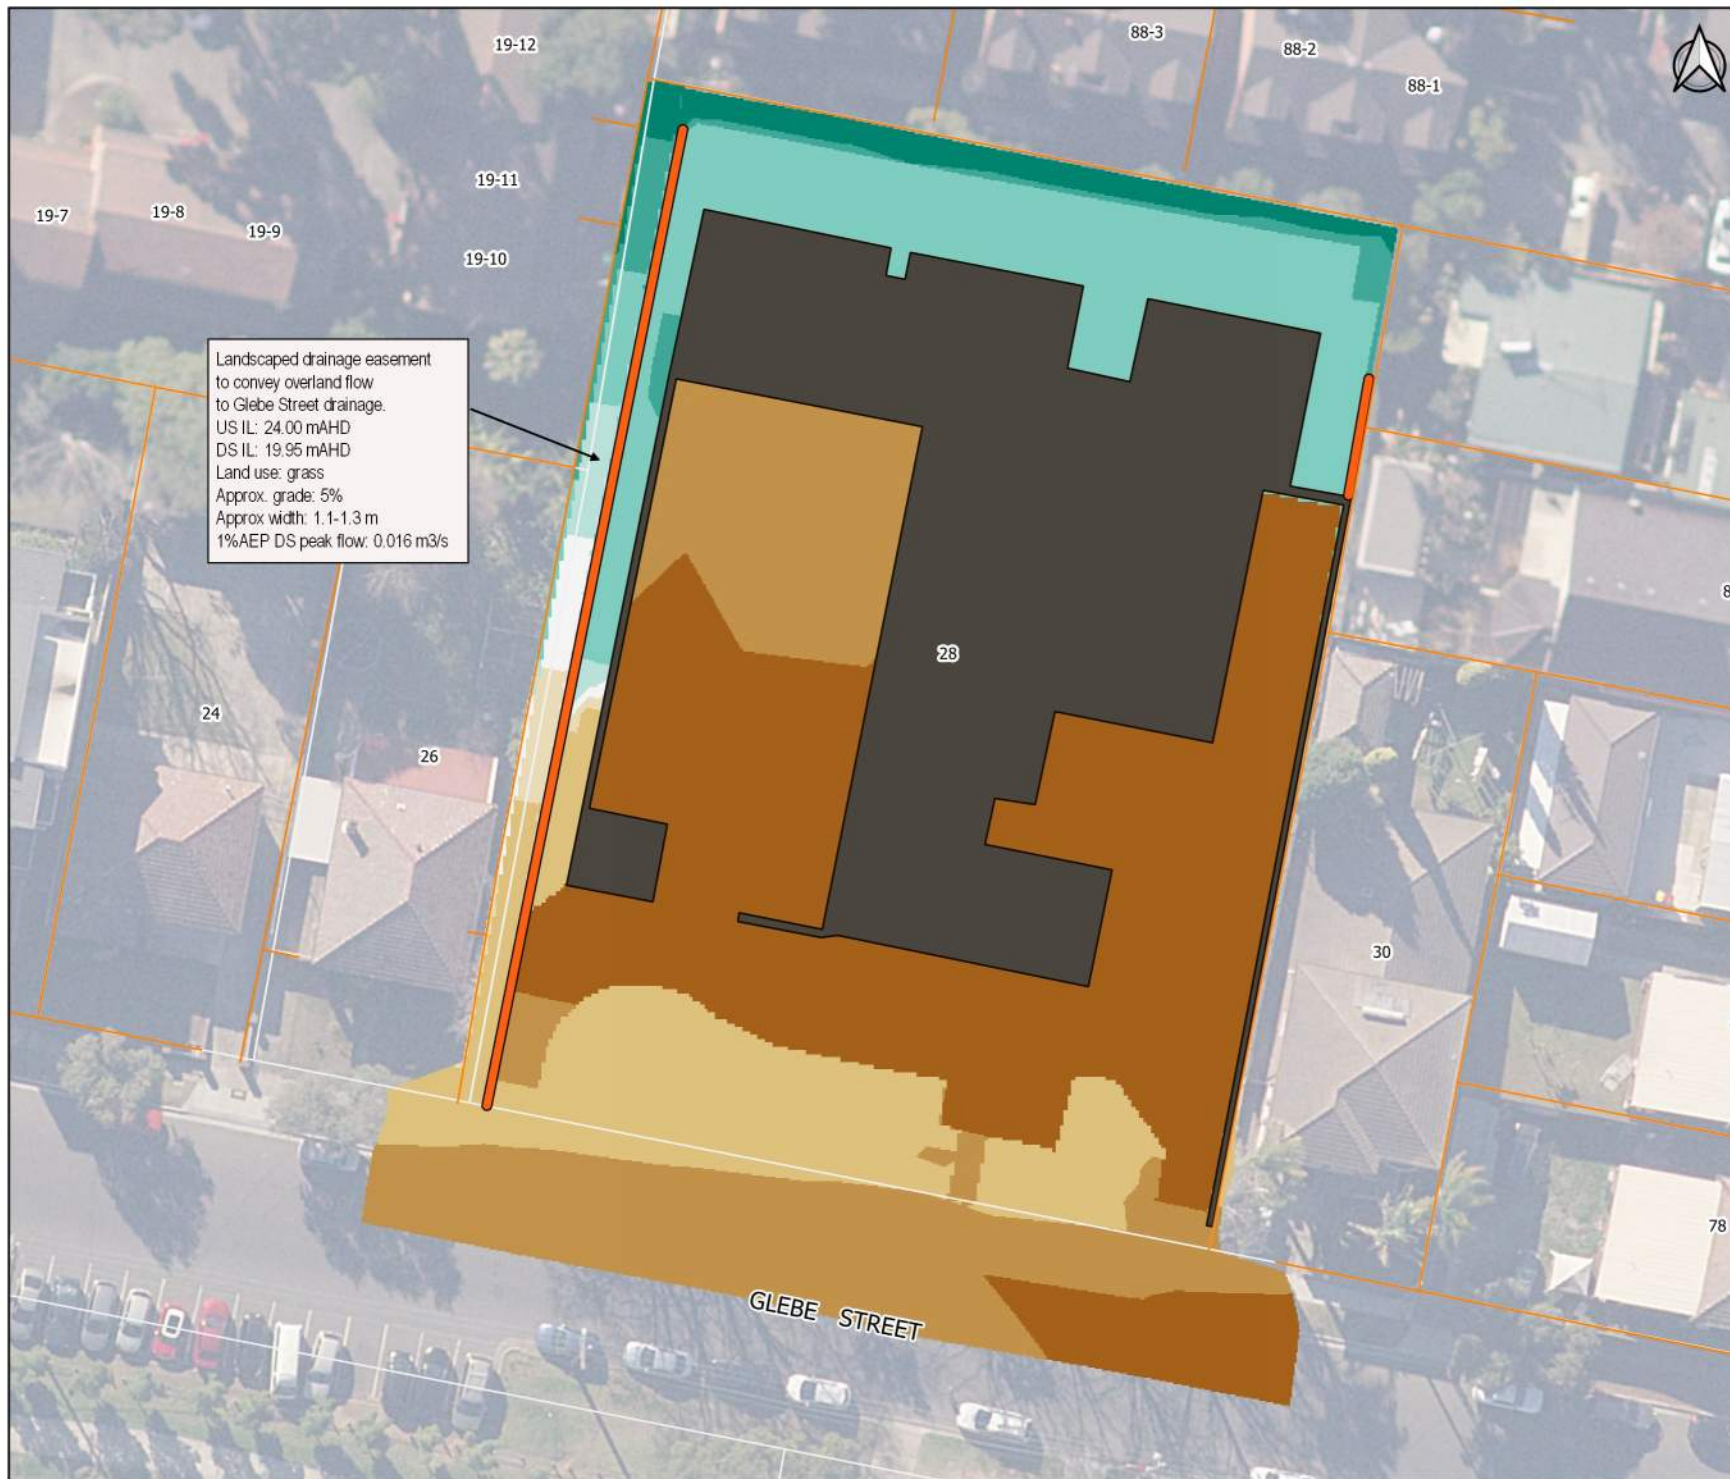 19-12
88-3
88-2
88-1
19-11
19-7
19-8
19-9
19-10
Landscaped drainage easement
to convey overland flow
to Glebe Street drainage.
US IL: 24.00 mAHD
DS IL: 19.95 mAHD
Land use: grass
Approx. grade: 5%
Approx width: 1.1-1.3 m
1%AEP DS peak flow: 0.016 m3/s
28
24
26
30
78
GLEBE STREET